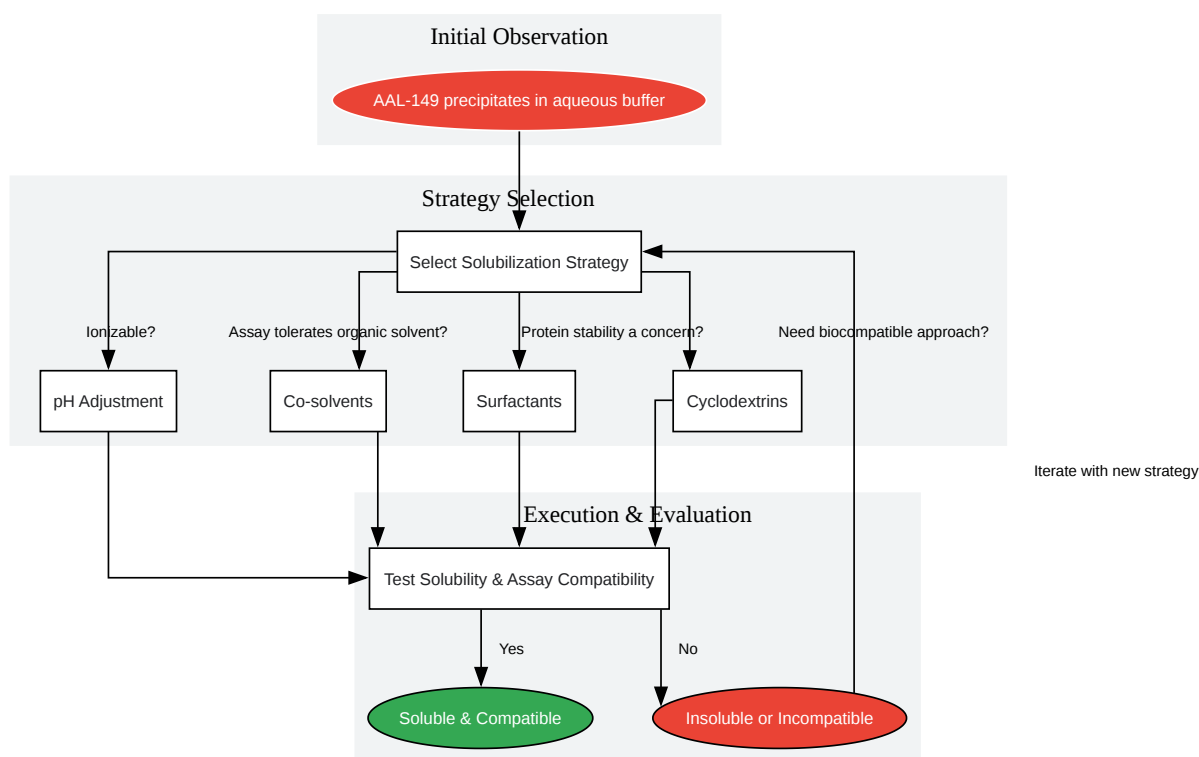 Initial Observation
AAL-149 precipitates in aqueous buffer
Strategy Selection
Select Solubilization Strategy
Ionizable?
Assay tolerates organic solvent?
Protein stability a concern?
Need biocompatible approach?
pH Adjustment
Co-solvents
Surfactants
Cyclodextrins
Iterate with new strategy
Execution & Evaluation
Test Solubility & Assay Compatibility
Yes
No
Soluble & Compatible
Insoluble or Incompatible